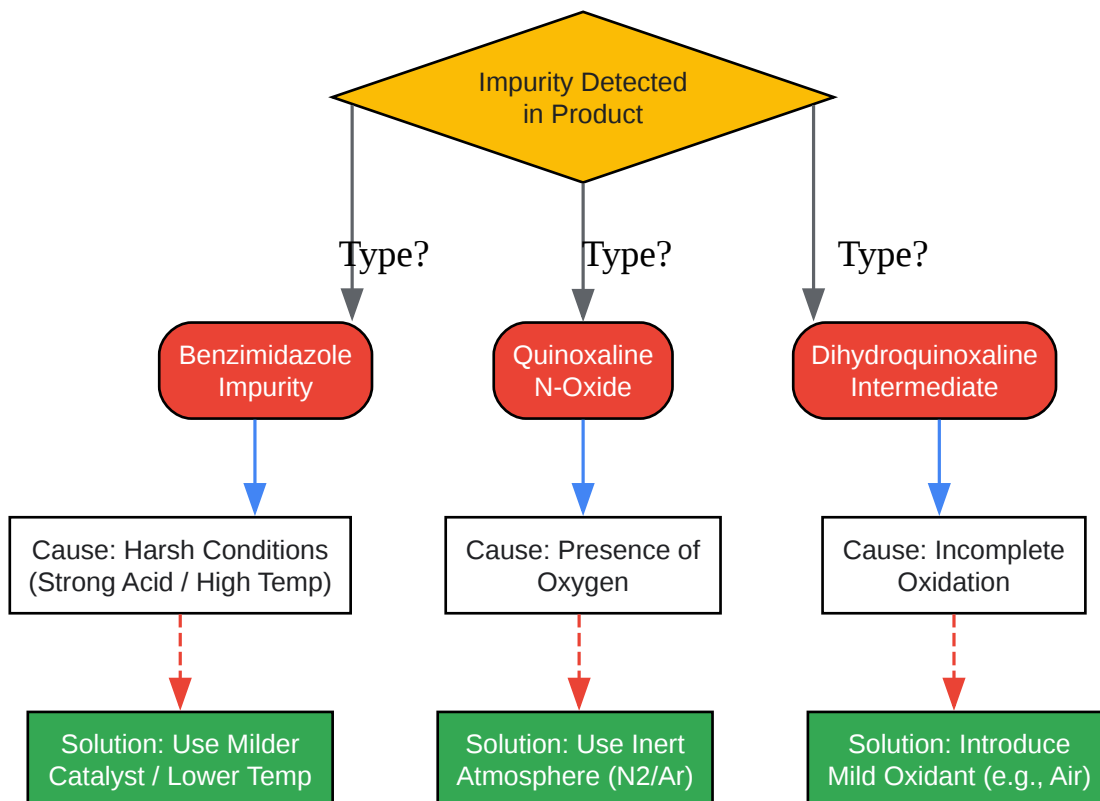 Impurity Detected
in Product
Type?
Type?
Type?
Benzimidazole
Impurity
Quinoxaline
N-Oxide
Dihydroquinoxaline
Intermediate
Cause: Harsh Conditions
(Strong Acid / High Temp)
Cause: Presence of
Oxygen
Cause: Incomplete
Oxidation
Solution: Use Milder
Catalyst / Lower Temp
Solution: Use Inert
Atmosphere (N2/Ar)
Solution: Introduce
Mild Oxidant (e.g., Air)